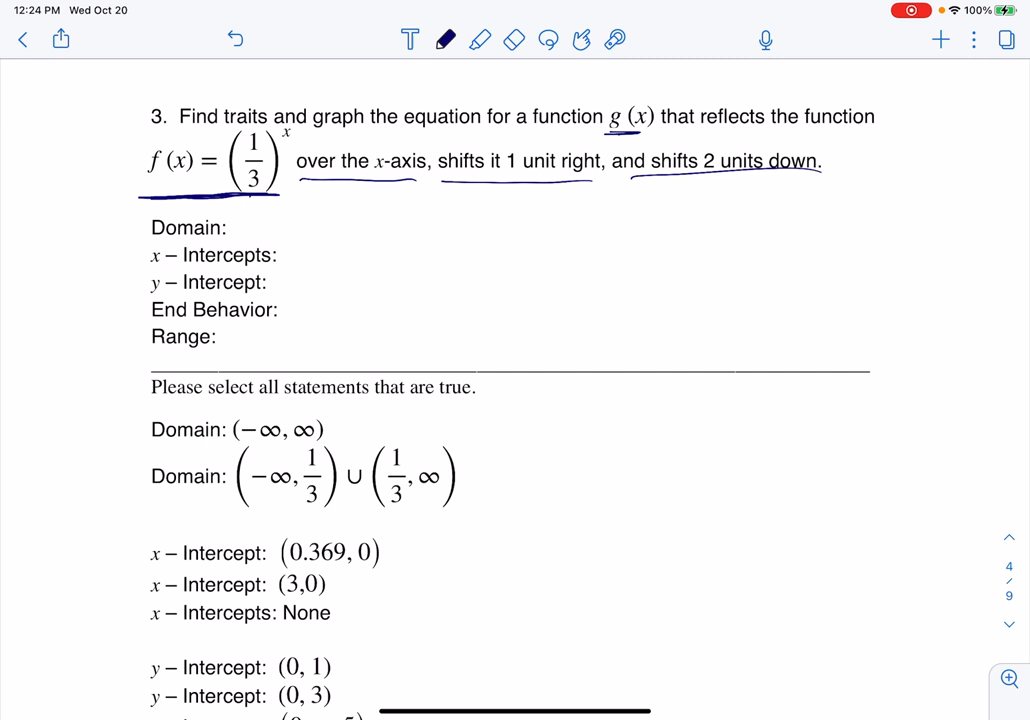 12:24 PM Wed Oct 20
100%
3. Find traits and graph the equation for a function g (x) that reflects the function
f (x) = (1/3)^x over the x-axis, shifts it 1 unit right, and shifts 2 units down.
Domain:
x – Intercepts:
y – Intercept:
End Behavior:
Range:
Please select all statements that are true.
Domain: (−∞, ∞)
Domain: (−∞, 1/3) ∪ (1/3, ∞)
x – Intercept: (0.369, 0)
x – Intercept: (3,0)
x – Intercepts: None
y – Intercept: (0, 1)
y – Intercept: (0, 3)
4
/
9